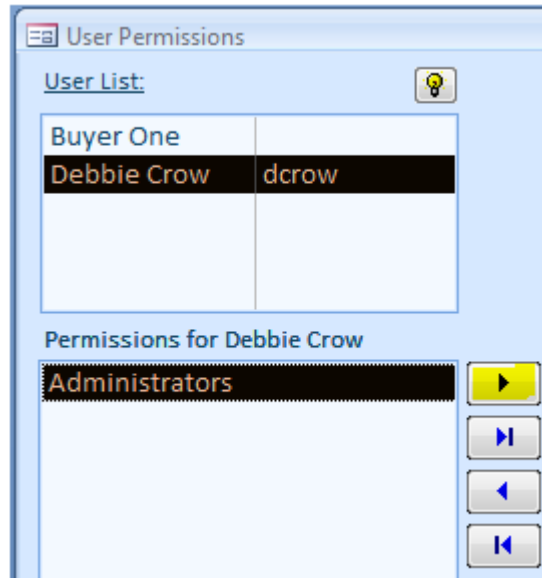 User Permissions
User List:
Buyer One
Debbie Crow dcrow
Permissions for Debbie Crow
Administrators